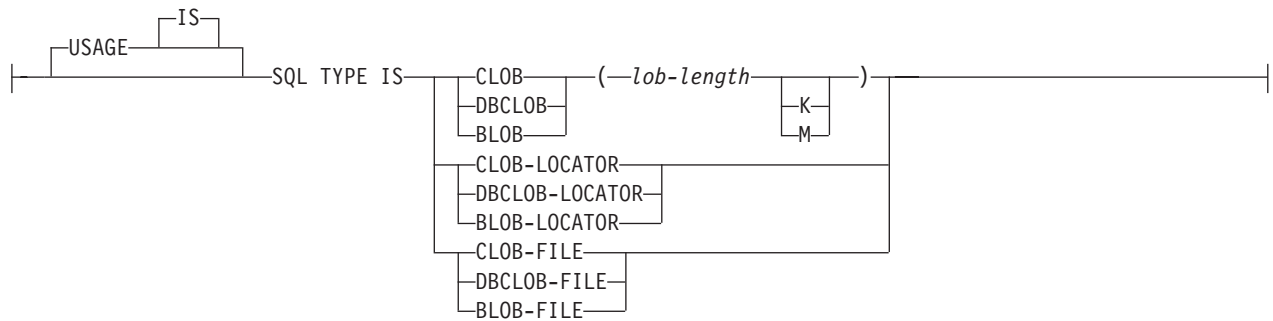 IS
USAGE
SQL TYPE IS CLOB ( lob-length )
DBCLOB K
BLOB M
CLOB-LOCATOR
DBCLOB-LOCATOR
BLOB-LOCATOR
CLOB-FILE
DBCLOB-FILE
BLOB-FILE